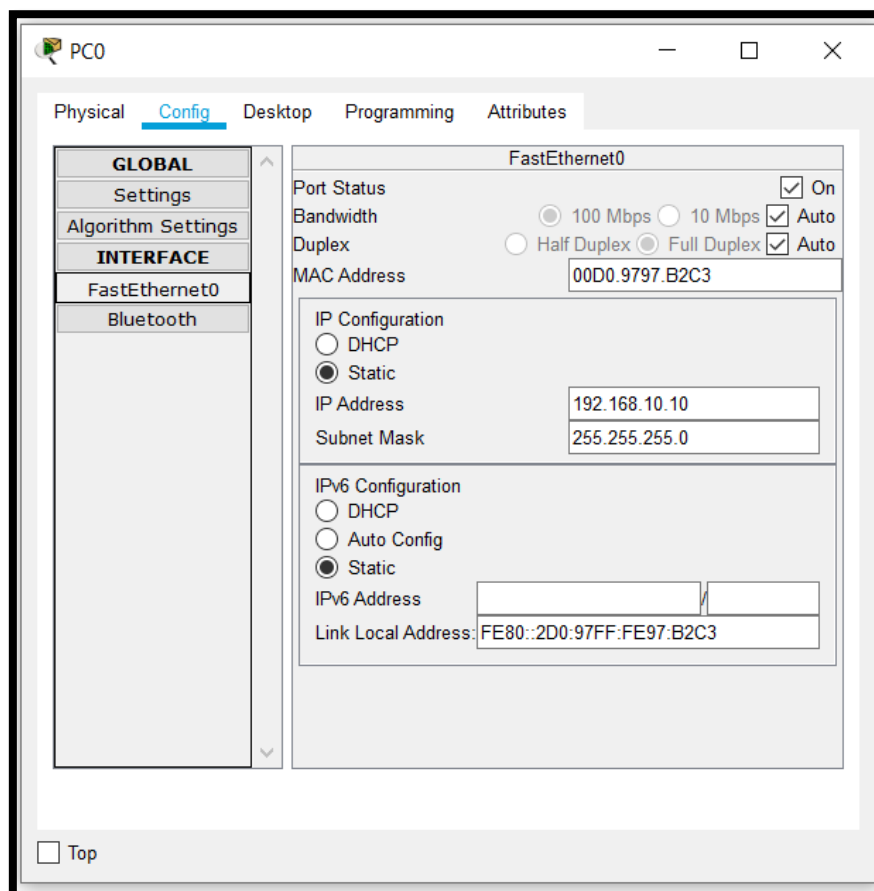 PC0
Physical Config Desktop Programming Attributes
GLOBAL
Settings
Algorithm Settings
INTERFACE
FastEthernet0
Bluetooth
FastEthernet0
Port Status On
Bandwidth 100 Mbps 10 Mbps Auto
Duplex Half Duplex Full Duplex Auto
MAC Address 00D0.9797.B2C3
IP Configuration
DHCP
Static
IP Address 192.168.10.10
Subnet Mask 255.255.255.0
IPv6 Configuration
DHCP
Auto Config
Static
IPv6 Address /
Link Local Address: FE80::2D0:97FF:FE97:B2C3
Top